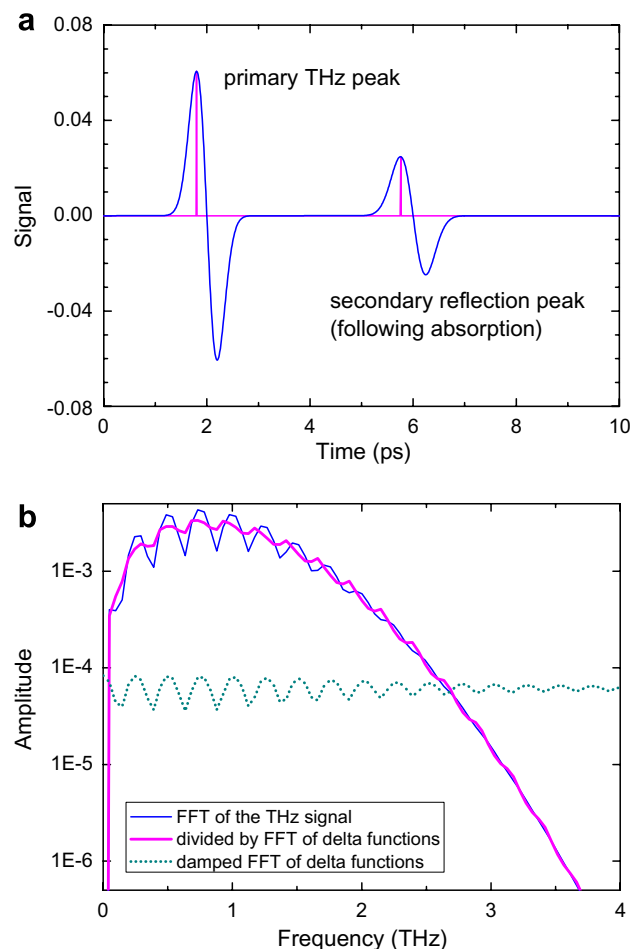 a
0.08
0.04
0.00
-0.04
-0.08
Signal
primary THz peak
secondary reflection peak
(following absorption)
0 2 4 6 8 10
Time (ps)
b
1E-3
1E-4
1E-5
1E-6
Amplitude
FFT of the THz signal
divided by FFT of delta functions
damped FFT of delta functions
0 1 2 3 4
Frequency (THz)